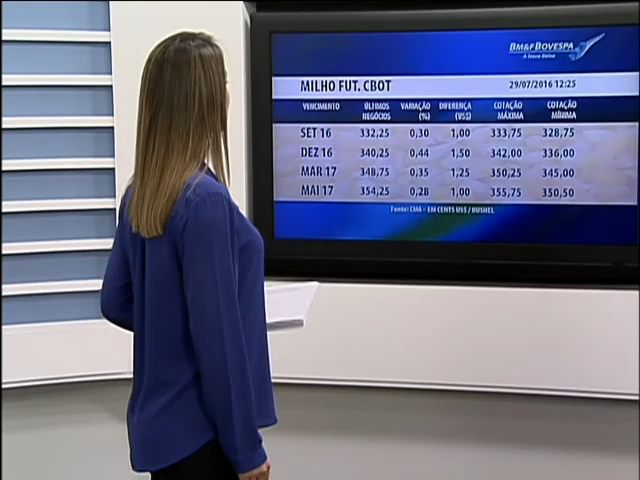 BM&FBOVESPA
A Nova Bolsa
MILHO FUT. CBOT 29/07/2016 12:25
VENCIMENTO ÚLTIMOS NEGÓCIOS VARIAÇÃO (%) DIFERENÇA (US$) COTAÇÃO MÁXIMA COTAÇÃO MÍNIMA
SET 16 332,25 0,30 1,00 333,75 328,75
DEZ 16 340,25 0,44 1,50 342,00 336,00
MAR 17 348,75 0,35 1,25 350,25 345,00
MAI 17 354,25 0,28 1,00 355,75 350,50
Fonte: CMA - EM CENTS US$ / BUSHEL